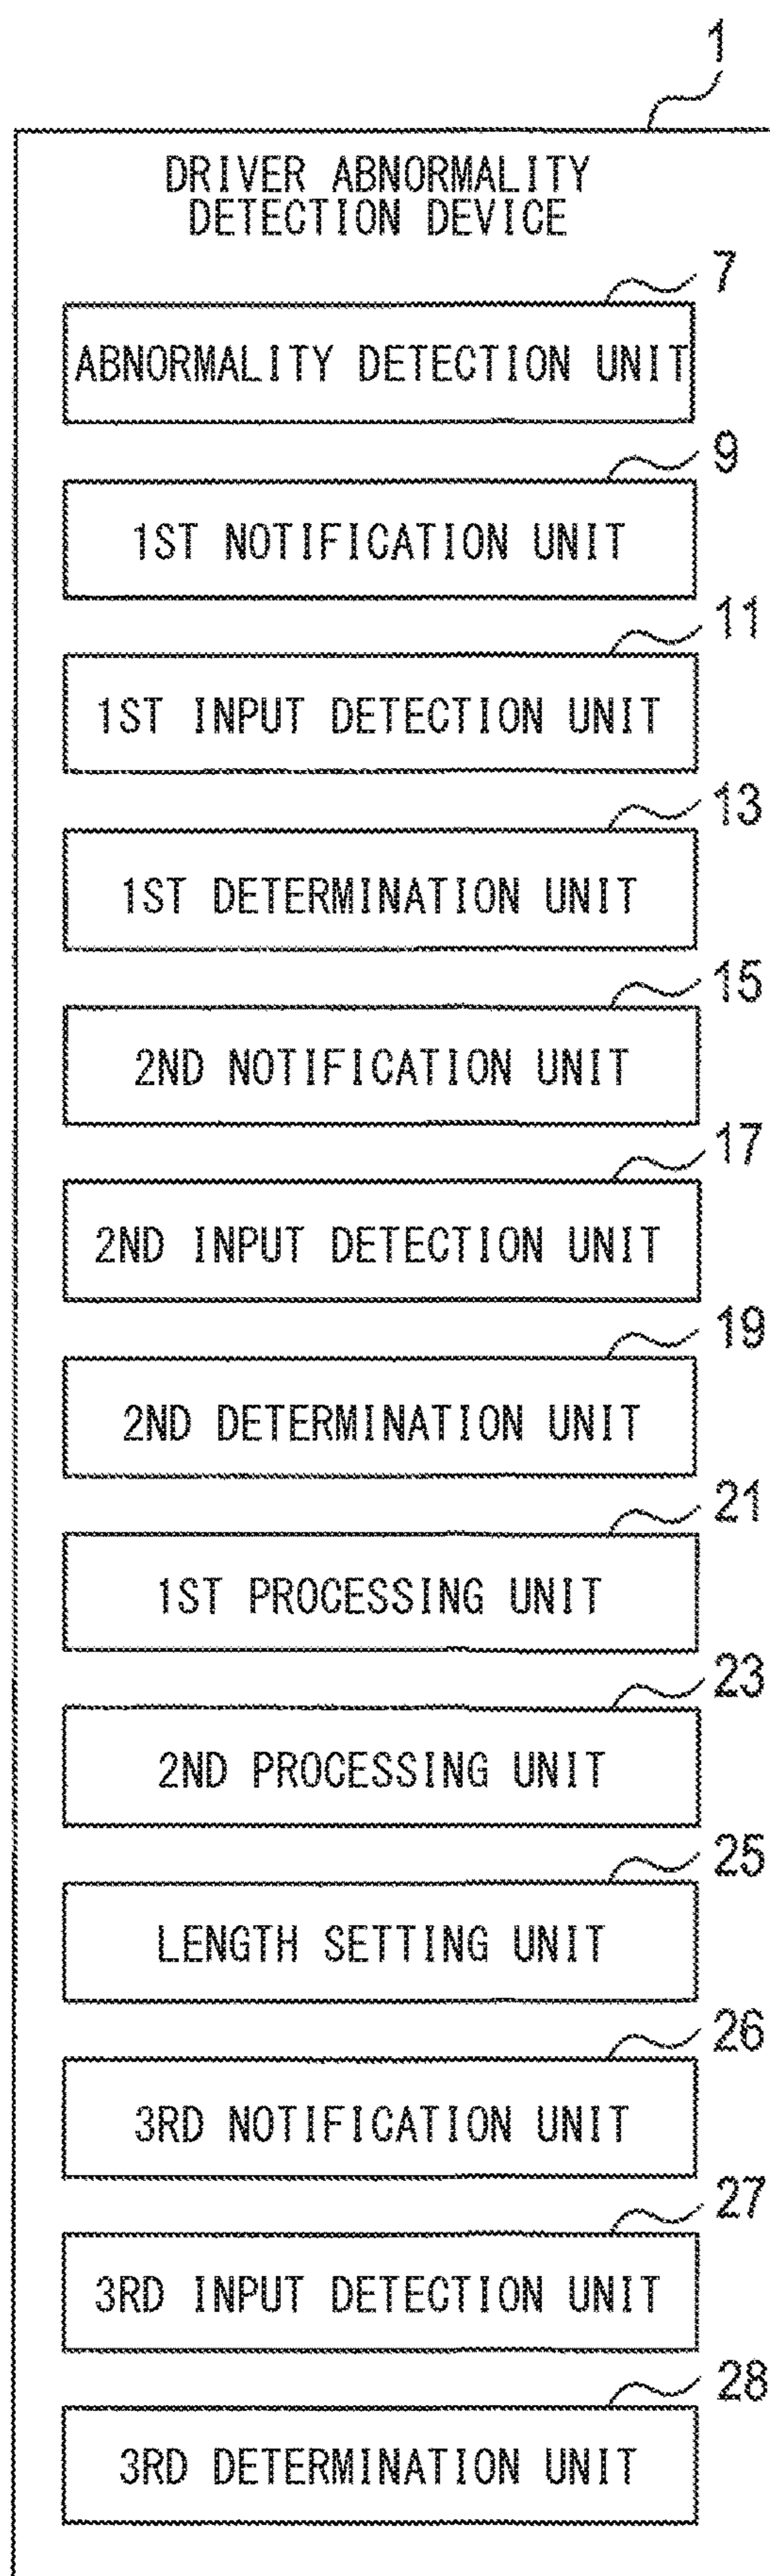 1
DRIVER ABNORMALITY
DETECTION DEVICE
7
ABNORMALITY DETECTION UNIT
9
1ST NOTIFICATION UNIT
11
1ST INPUT DETECTION UNIT
13
1ST DETERMINATION UNIT
15
2ND NOTIFICATION UNIT
17
2ND INPUT DETECTION UNIT
19
2ND DETERMINATION UNIT
21
1ST PROCESSING UNIT
23
2ND PROCESSING UNIT
25
LENGTH SETTING UNIT
26
3RD NOTIFICATION UNIT
27
3RD INPUT DETECTION UNIT
28
3RD DETERMINATION UNIT